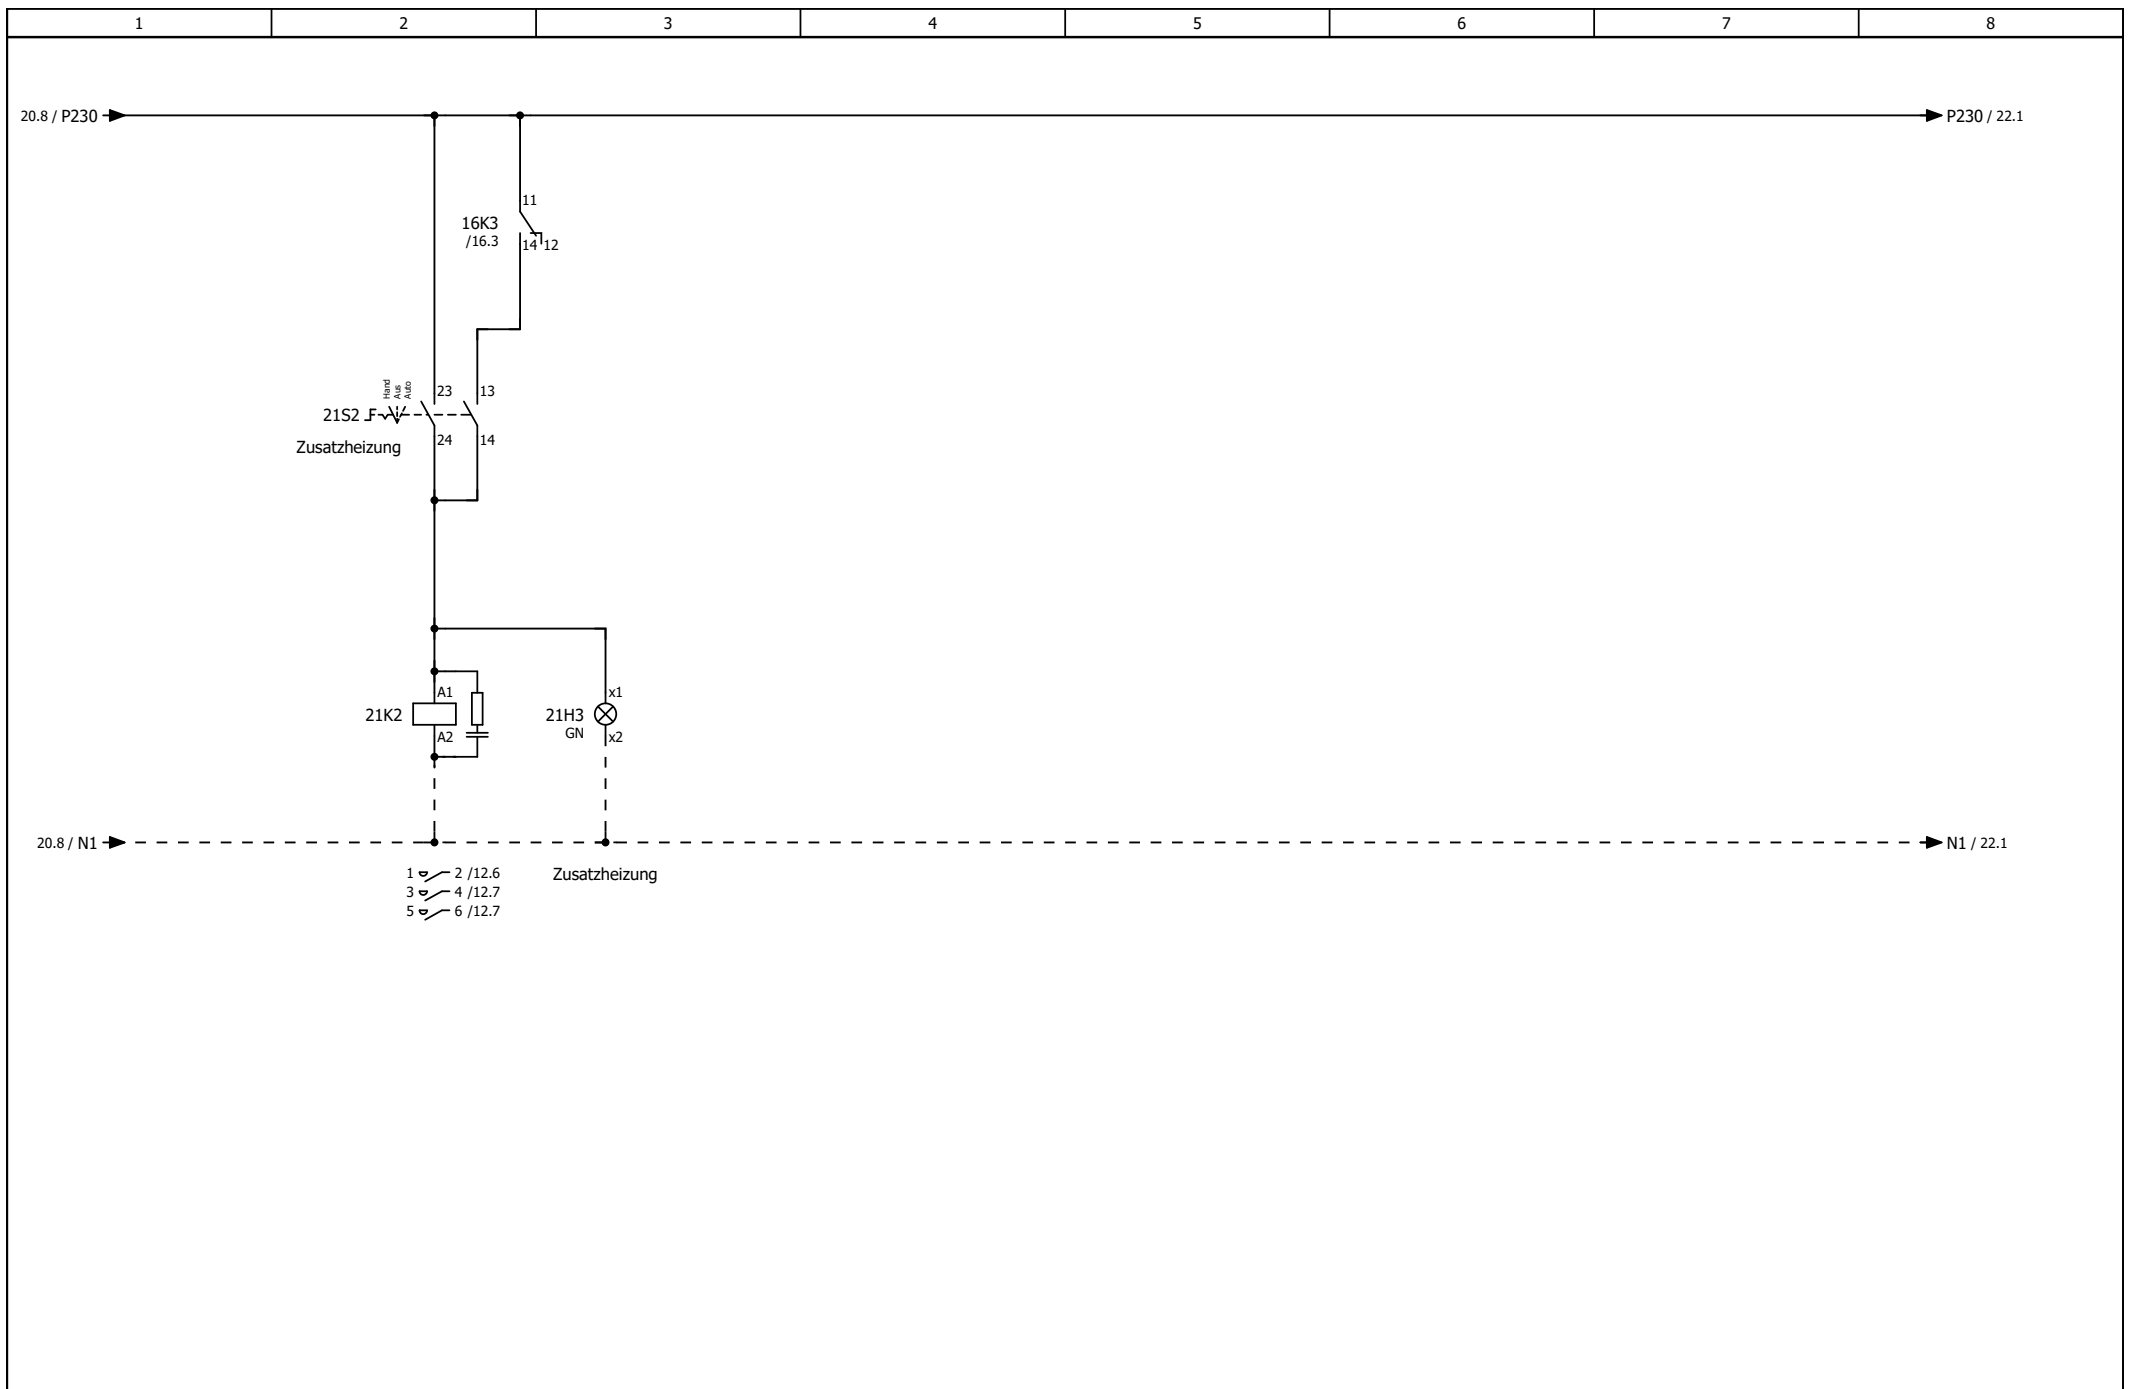 1 2 3 4 5 6 7 8
20.8 / P230
P230 / 22.1
11
16K3
/16.3
14 12
Hand
Aus
Auto
23 13
21S2
24 14
Zusatzheizung
A1 x1
21K2
21H3
GN
A2 x2
20.8 / N1
N1 / 22.1
1 2 /12.6
3 4 /12.7
5 6 /12.7
Zusatzheizung